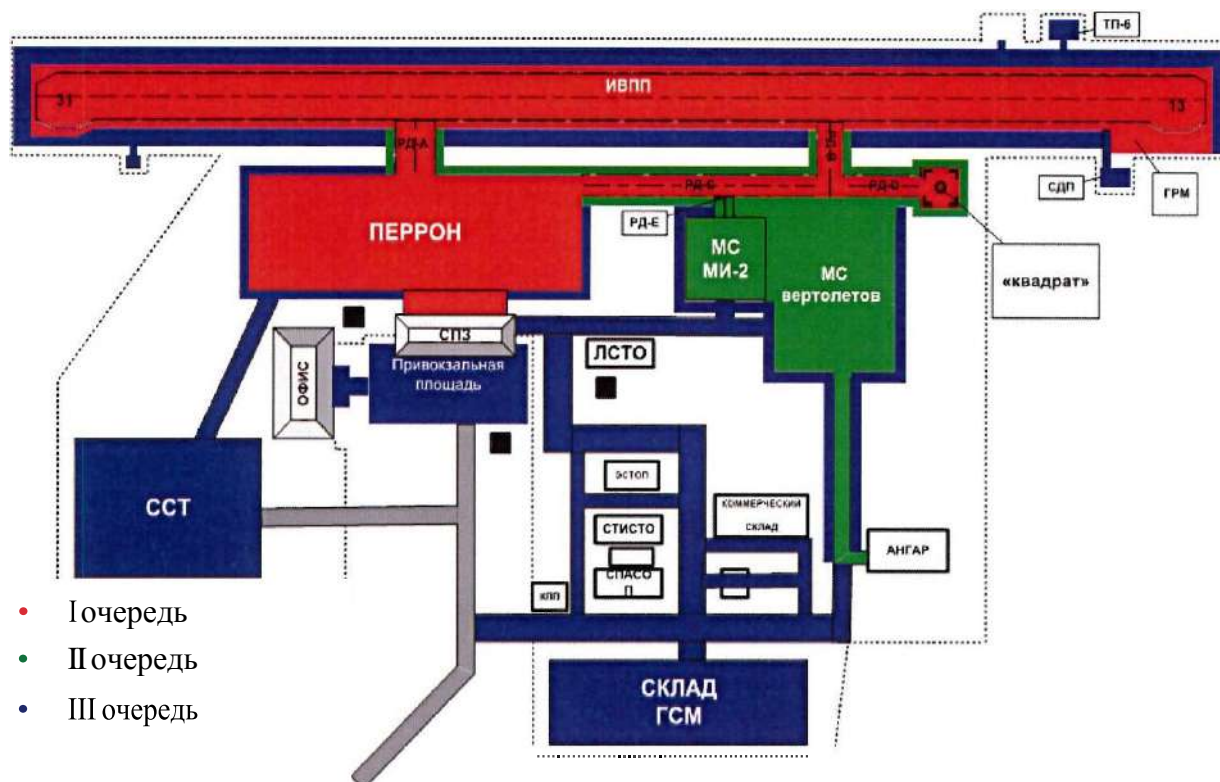 ТП-6
ИВПП
31
13
РД-А
РД-В
РД-С
РД-D
СДП
ГРМ
ПЕРРОН
РД-Е
МС
МИ-2
МС
вертолетов
«квадрат»
СПЗ
ЛСТО
Привокзальная
площадь
ОФИС
ССТ
ЭСТОП
КОММЕРЧЕСКИЙ
СКЛАД
СТИСТО
АНГАР
СПАСО
П
КПП
I очередь
II очередь
III очередь
СКЛАД
ГСМ